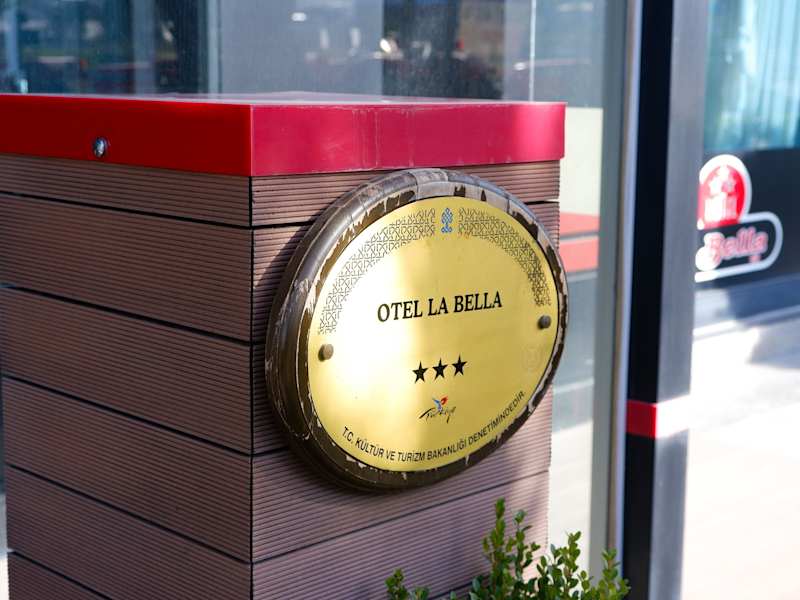 OTEL LA BELLA
★★★
Türkiye
T.C. KÜLTÜR VE TURİZM BAKANLIĞI DENETİMİNDEDİR.
Bella